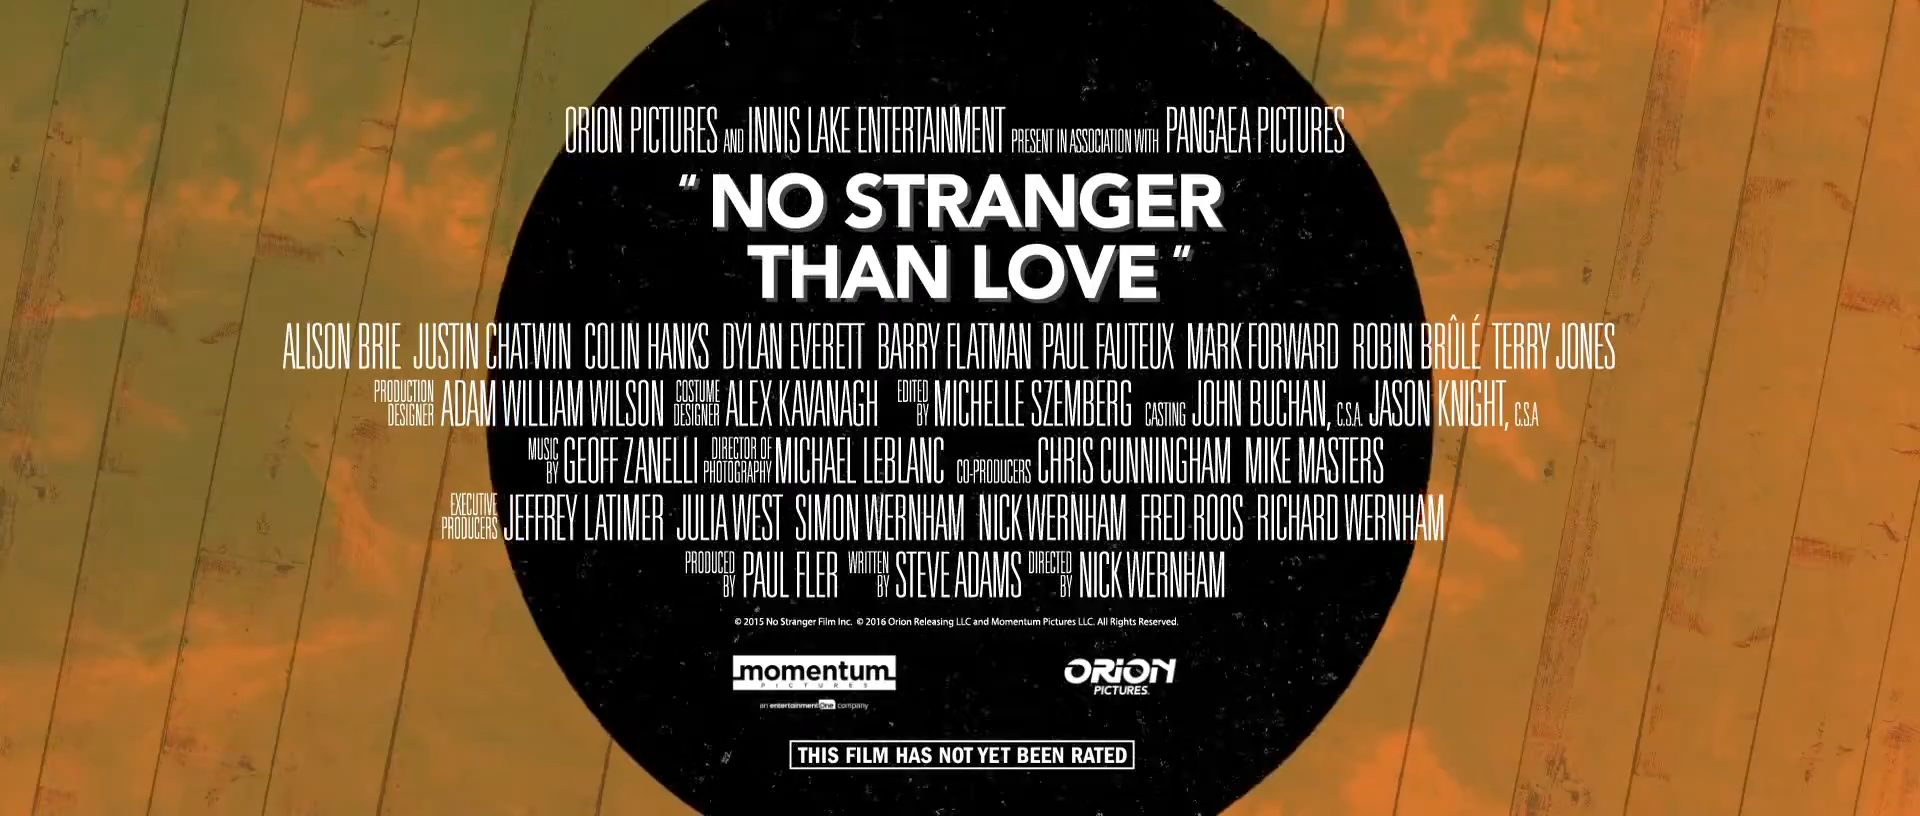 ORION PICTURES AND INNIS LAKE ENTERTAINMENT PRESENT IN ASSOCIATION WITH PANGAEA PICTURES
“ NO STRANGER
THAN LOVE ”
ALISON BRIE JUSTIN CHATWIN COLIN HANKS DYLAN EVERETT BARRY FLATMAN PAUL FAUTEUX MARK FORWARD ROBIN BRÛLÉ TERRY JONES
PRODUCTION DESIGNER ADAM WILLIAM WILSON COSTUME DESIGNER ALEX KAVANAGH EDITED BY MICHELLE SZEMBERG CASTING JOHN BUCHAN, C.S.A. JASON KNIGHT, C.S.A
MUSIC BY GEOFF ZANELLI DIRECTOR OF PHOTOGRAPHY MICHAEL LEBLANC CO-PRODUCERS CHRIS CUNNINGHAM MIKE MASTERS
EXECUTIVE PRODUCERS JEFFREY LATIMER JULIA WEST SIMON WERNHAM NICK WERNHAM FRED ROOS RICHARD WERNHAM
PRODUCED BY PAUL FLER WRITTEN BY STEVE ADAMS DIRECTED BY NICK WERNHAM
© 2015 No Stranger Film Inc. © 2016 Orion Releasing LLC and Momentum Pictures LLC. All Rights Reserved.
momentum
PICTURES
an entertainment One company
ORION
PICTURES.
THIS FILM HAS NOT YET BEEN RATED